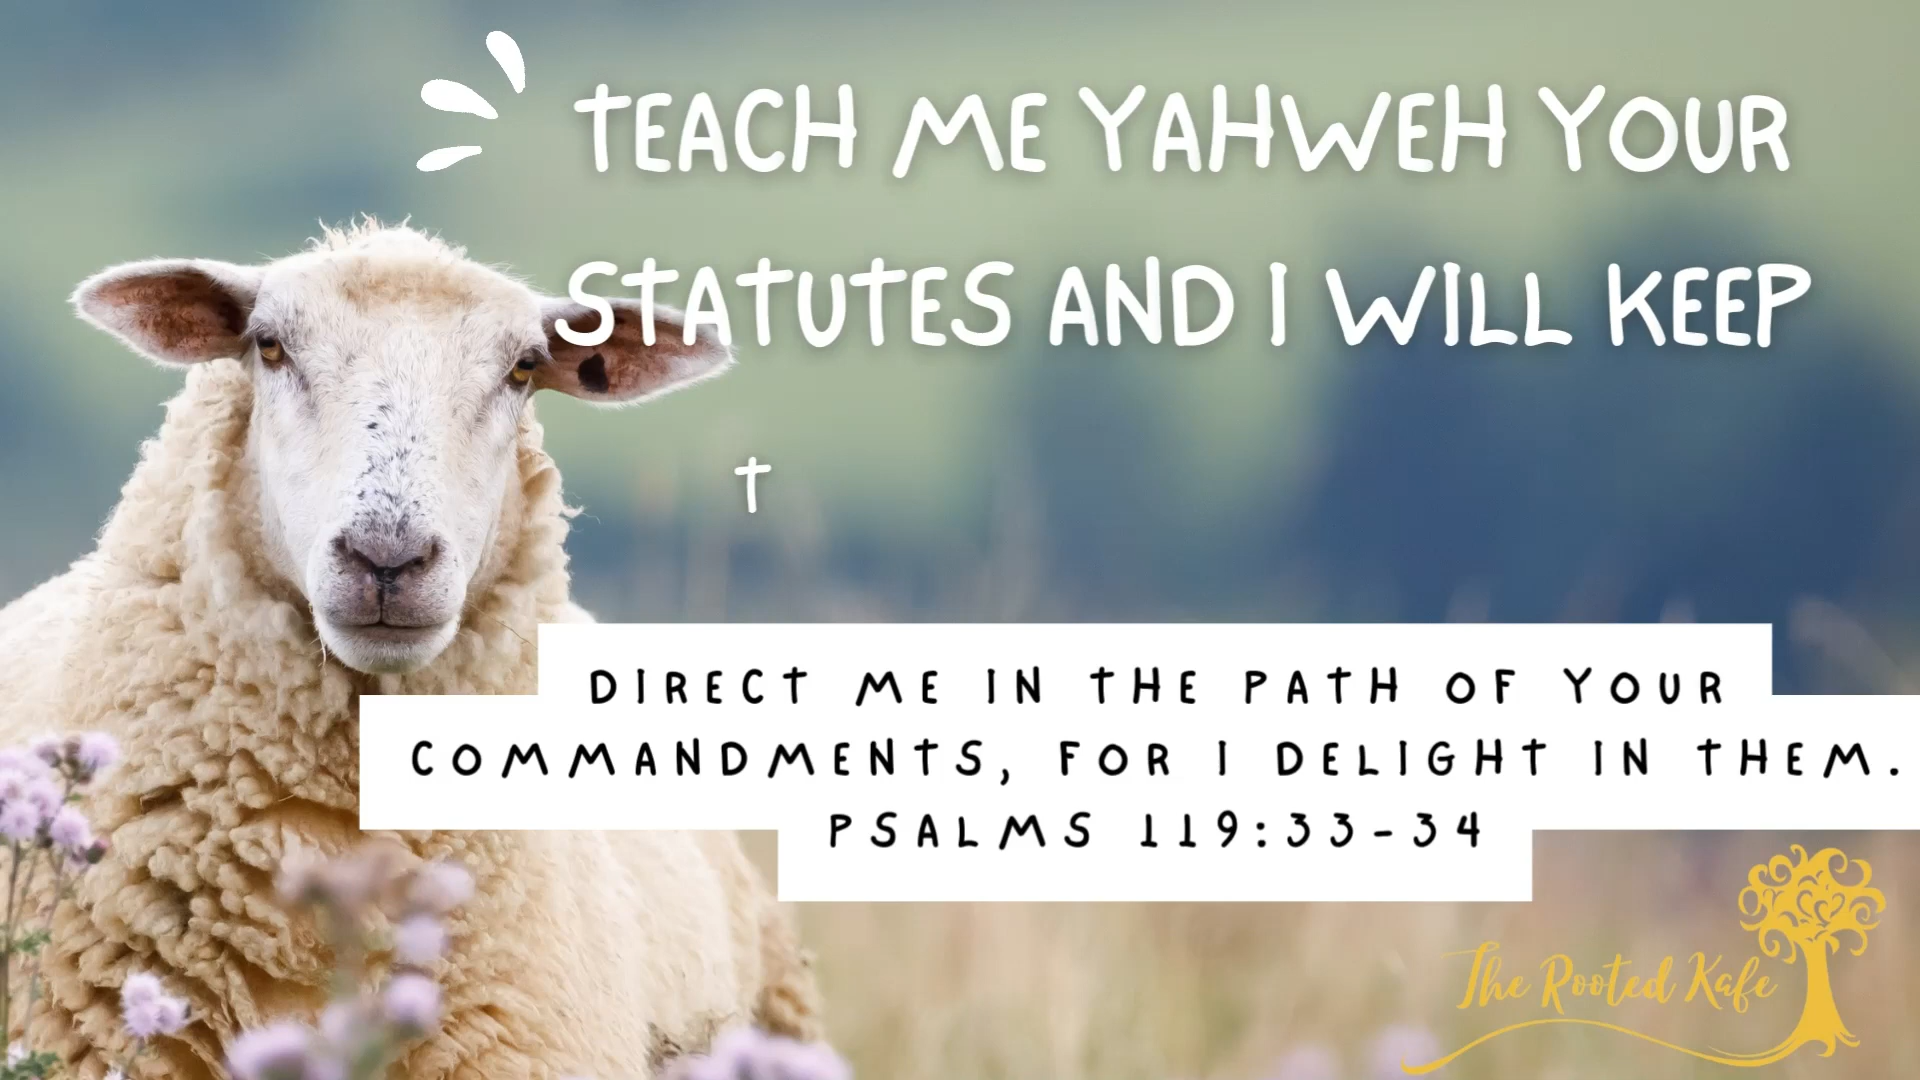 TEACH ME YAHWEH YOUR
STATUTES AND I WILL KEEP
T
DIRECT ME IN THE PATH OF YOUR
COMMANDMENTS, FOR I DELIGHT IN THEM.
PSALMS 119:33-34
The Rooted Kafe